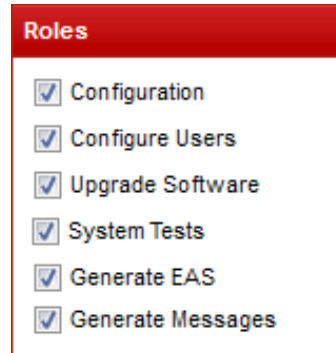 Roles
Configuration
Configure Users
Upgrade Software
System Tests
Generate EAS
Generate Messages